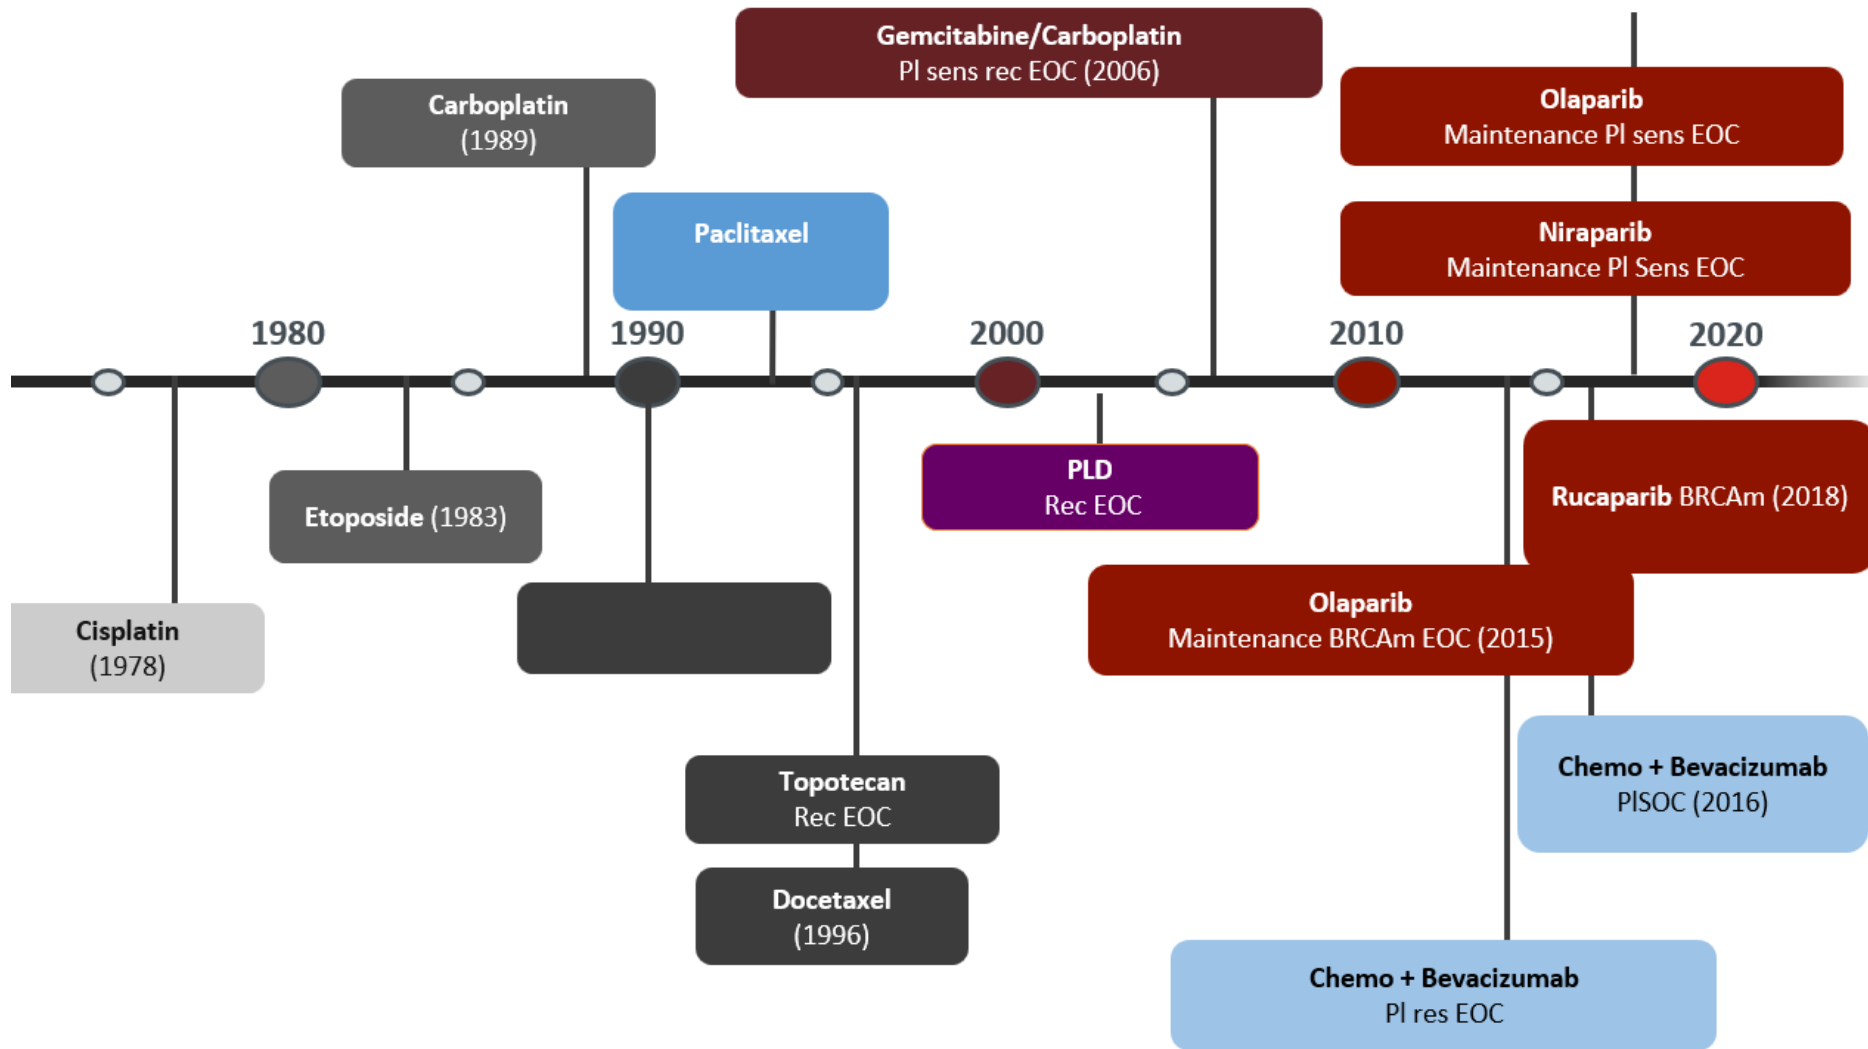 Gemcitabine/Carboplatin
Pl sens rec EOC (2006)
Carboplatin
(1989)
Olaparib
Maintenance Pl sens EOC
Paclitaxel
Niraparib
Maintenance Pl Sens EOC
1980
1990
2000
2010
2020
PLD
Rec EOC
Etoposide (1983)
Rucaparib BRCAm (2018)
Cisplatin
(1978)
Olaparib
Maintenance BRCAm EOC (2015)
Topotecan
Rec EOC
Chemo + Bevacizumab
PlSOC (2016)
Docetaxel
(1996)
Chemo + Bevacizumab
Pl res EOC